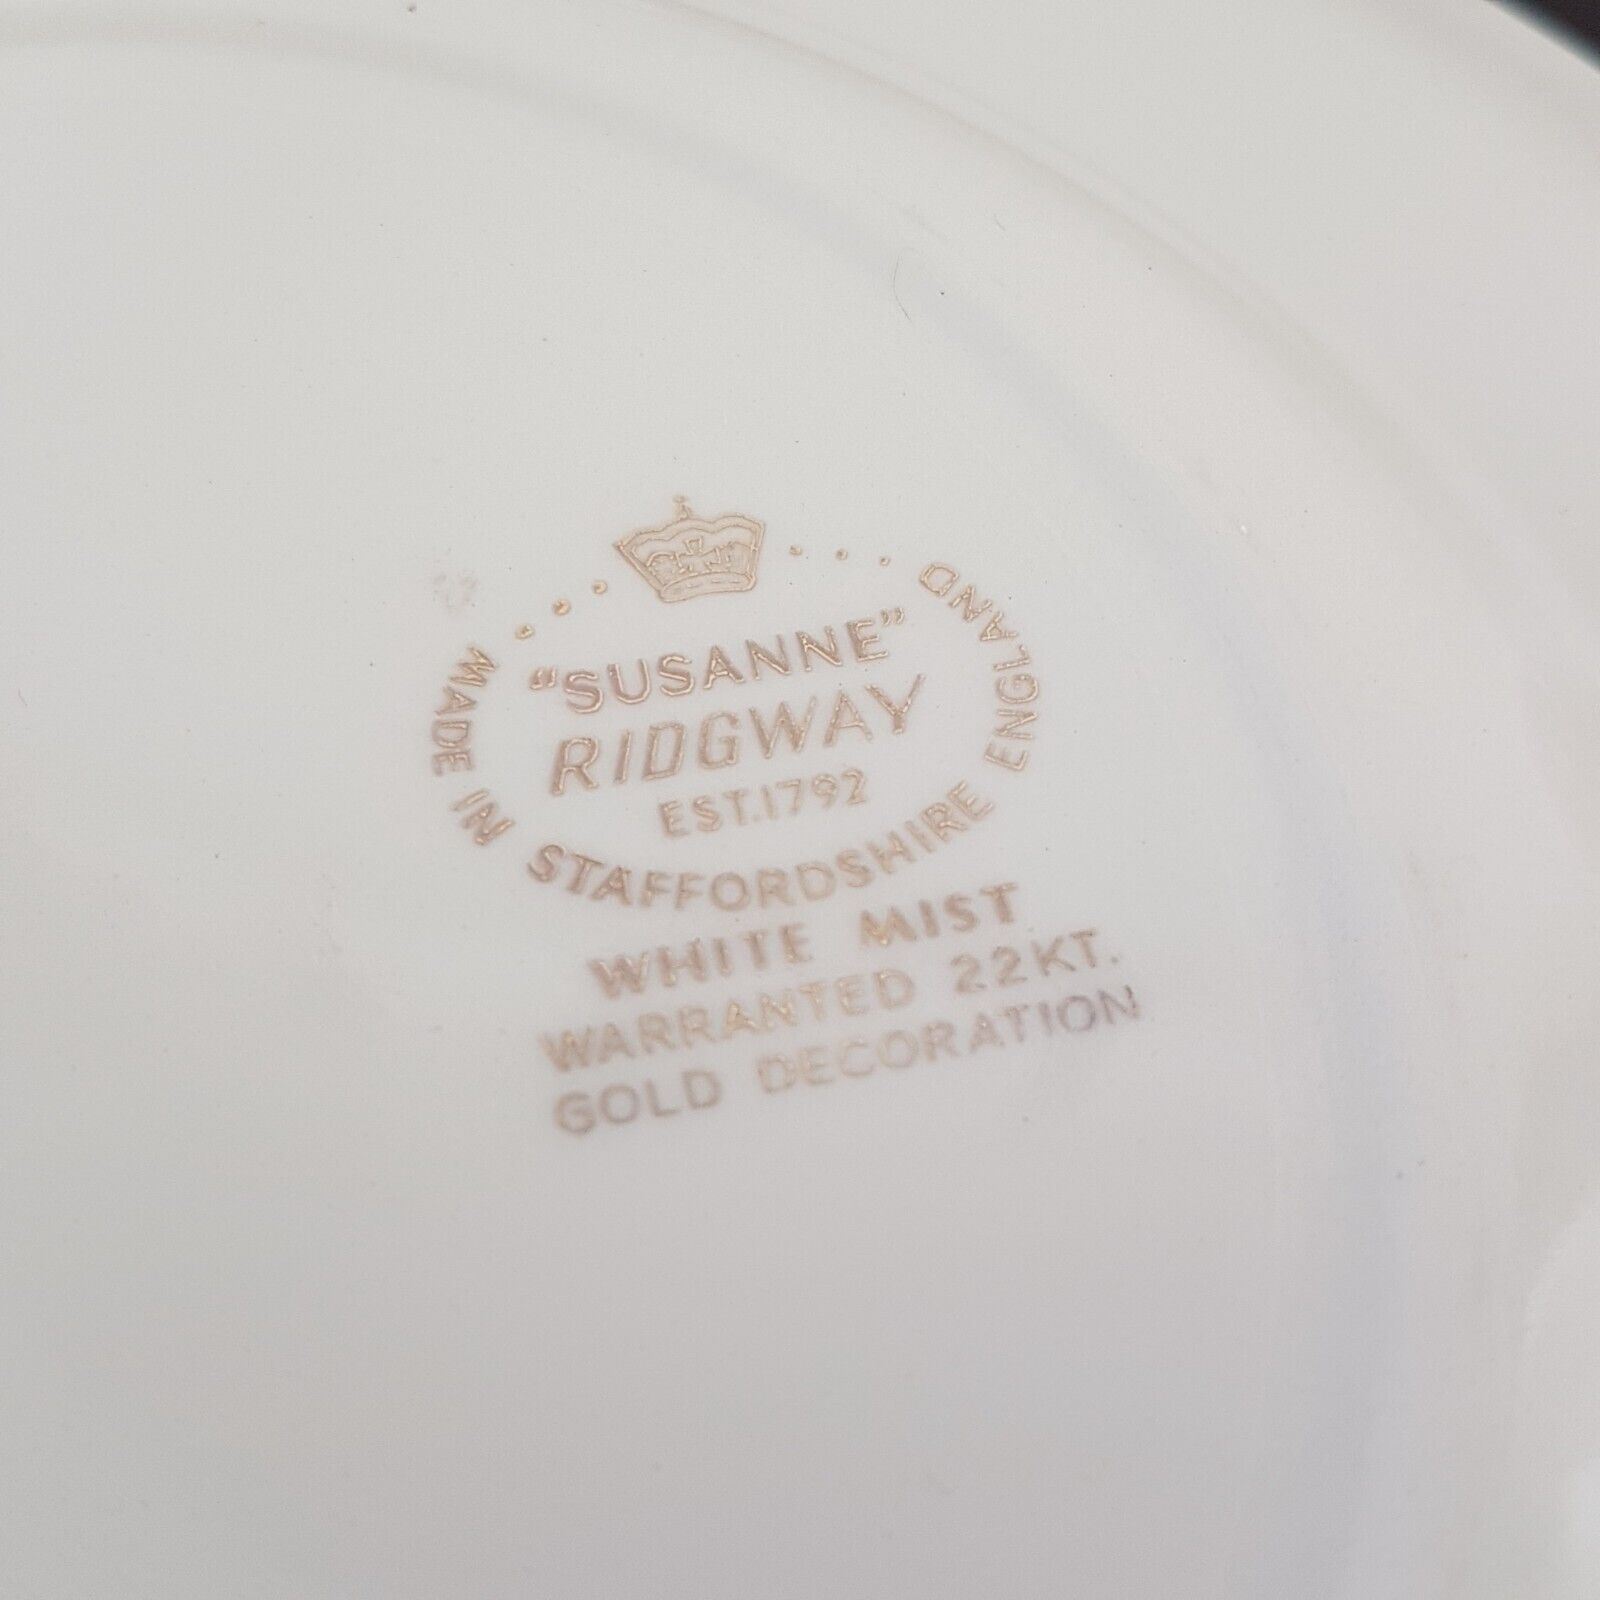 "SUSANNE"
RIDGWAY
EST.1792
MADE IN STAFFORDSHIRE ENGLAND
WHITE MIST
WARRANTED 22KT.
GOLD DECORATION